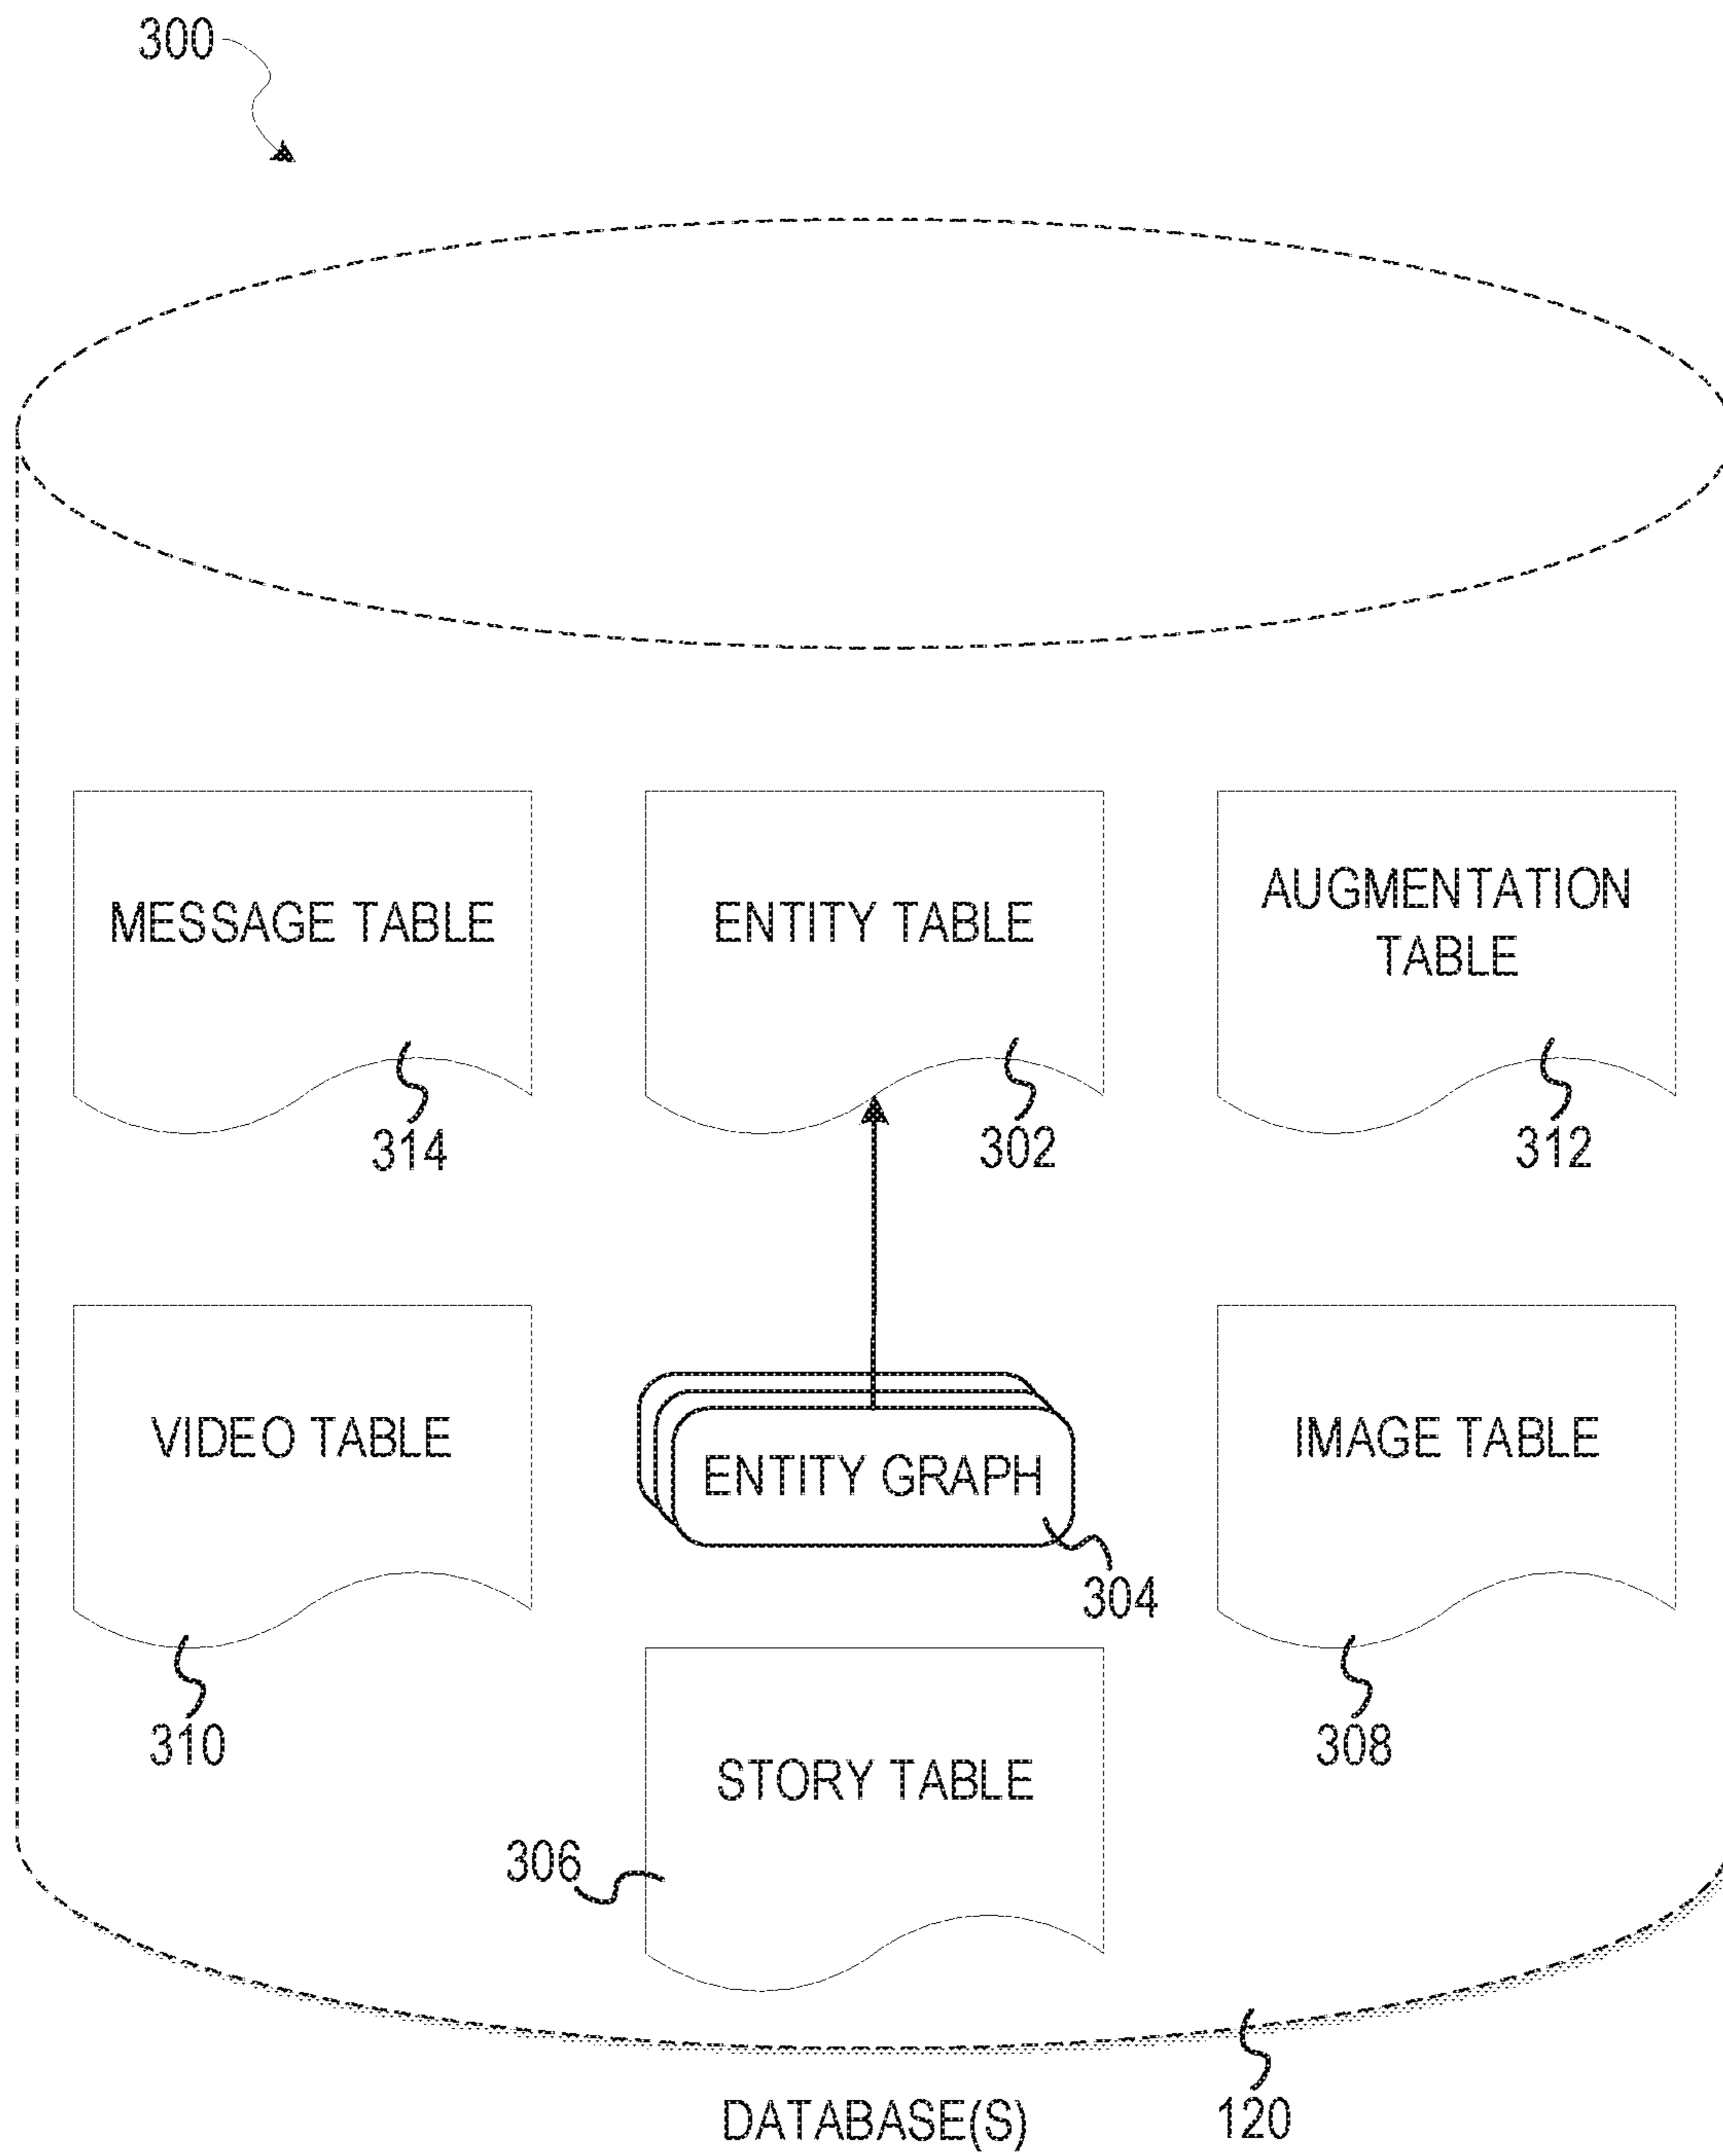 300
MESSAGE TABLE
314
ENTITY TABLE
302
AUGMENTATION
TABLE
312
VIDEO TABLE
310
ENTITY GRAPH
304
IMAGE TABLE
308
STORY TABLE
306
120
DATABASE(S)